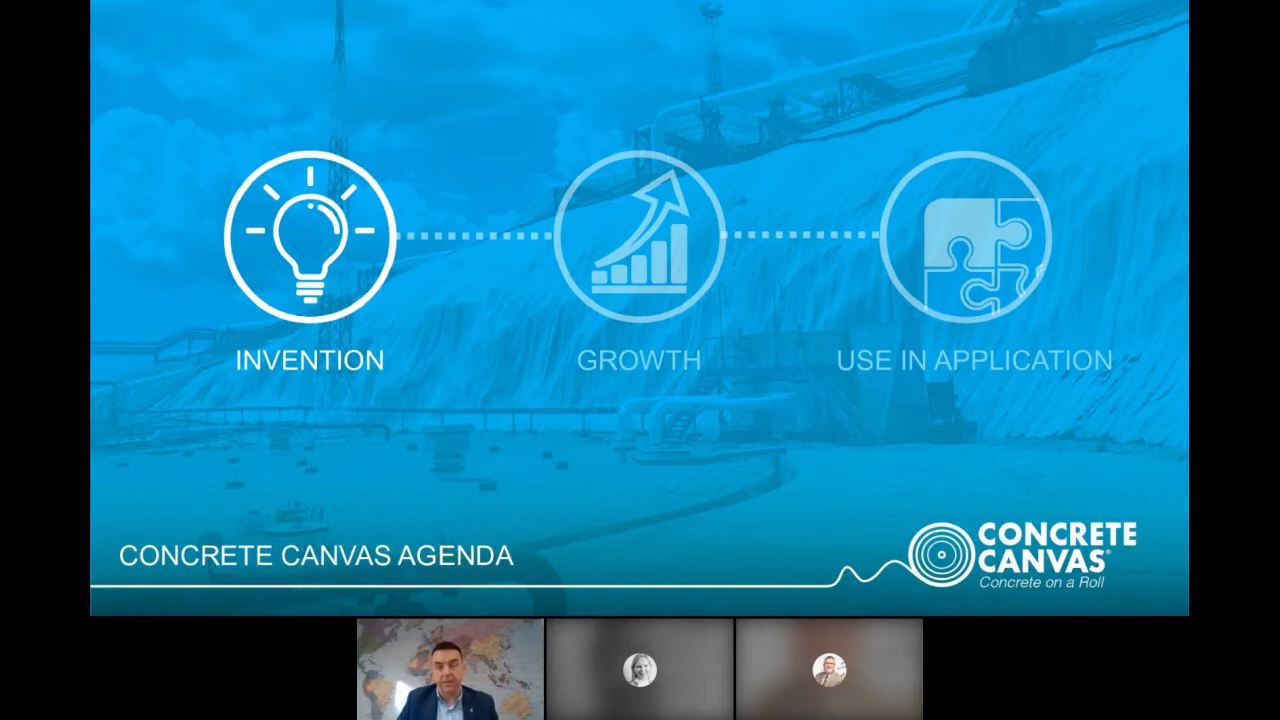 INVENTION
GROWTH
USE IN APPLICATION
CONCRETE CANVAS AGENDA
CONCRETE
CANVAS®
Concrete on a Roll